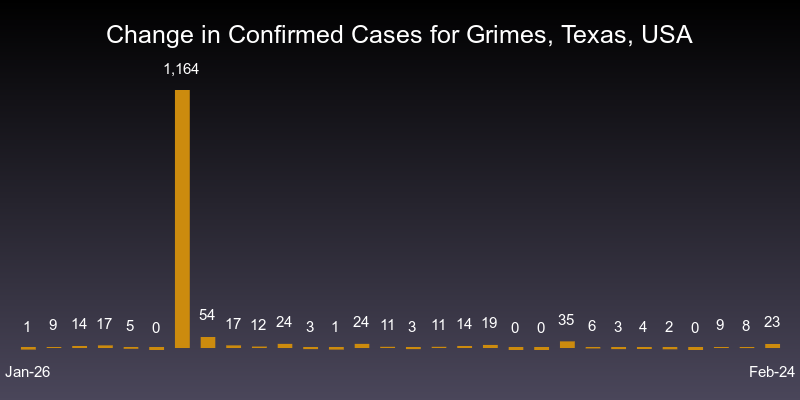 Change in Confirmed Cases for Grimes, Texas, USA
1,164
1 9 14 17 5 0 54 17 12 24 3 1 24 11 3 11 14 19 0 0 35 6 3 4 2 0 9 8 23
Jan-26 Feb-24